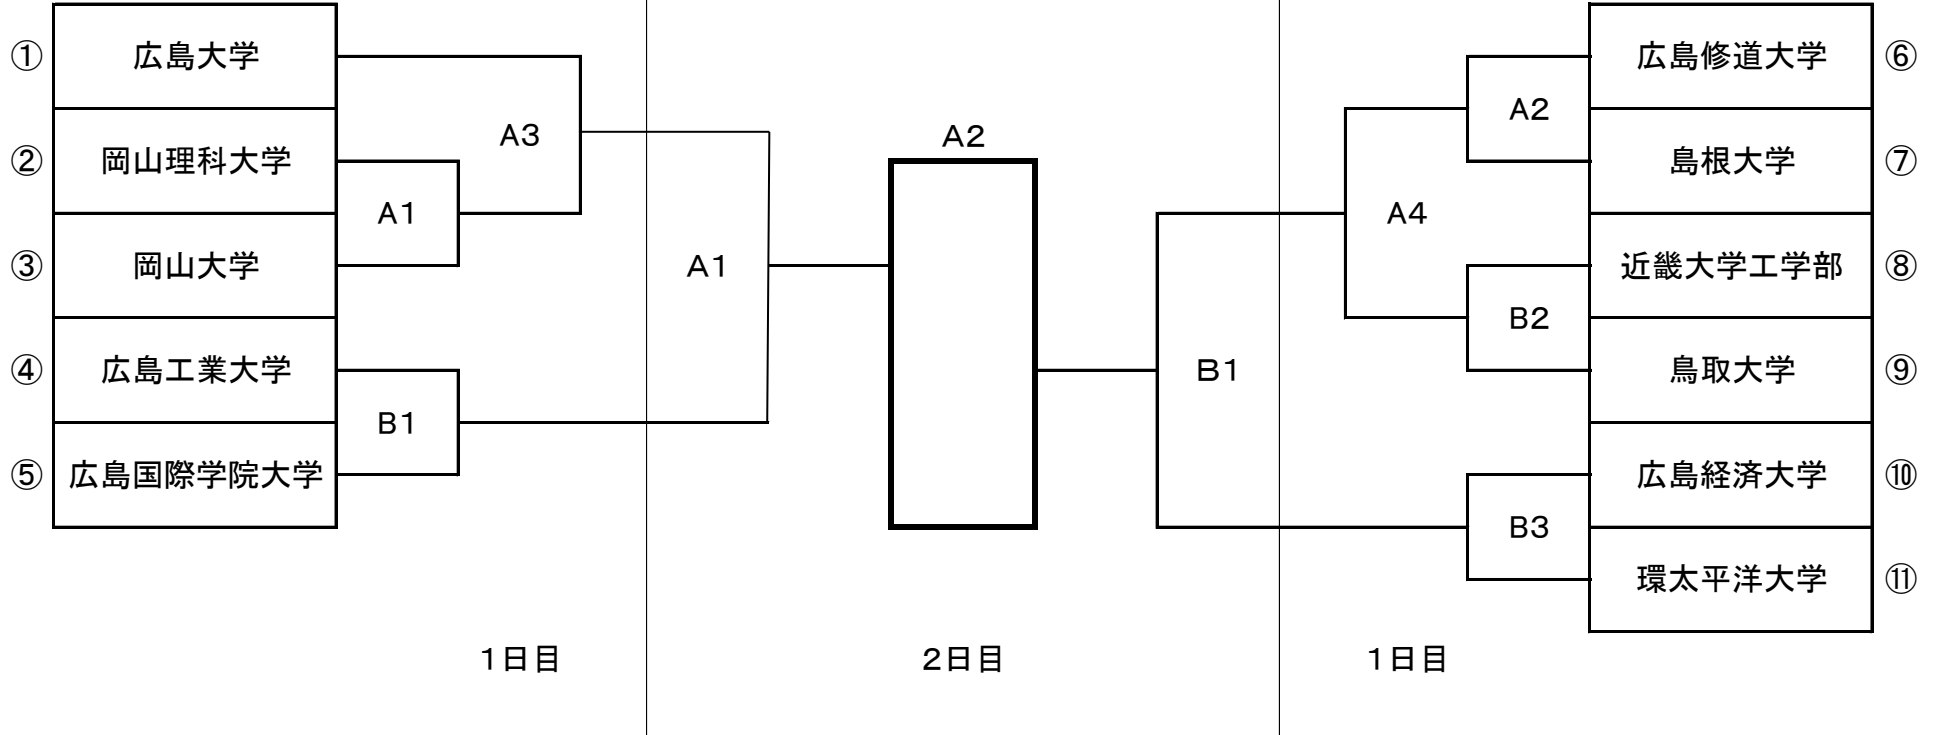 ① 広島大学
② 岡山理科大学
③ 岡山大学
④ 広島工業大学
⑤ 広島国際学院大学
A3
A1
B1
A1
A2
B1
A2
A4
B2
B3
広島修道大学 ⑥
島根大学 ⑦
近畿大学工学部 ⑧
鳥取大学 ⑨
広島経済大学 ⑩
環太平洋大学 ⑪
1日目
2日目
1日目